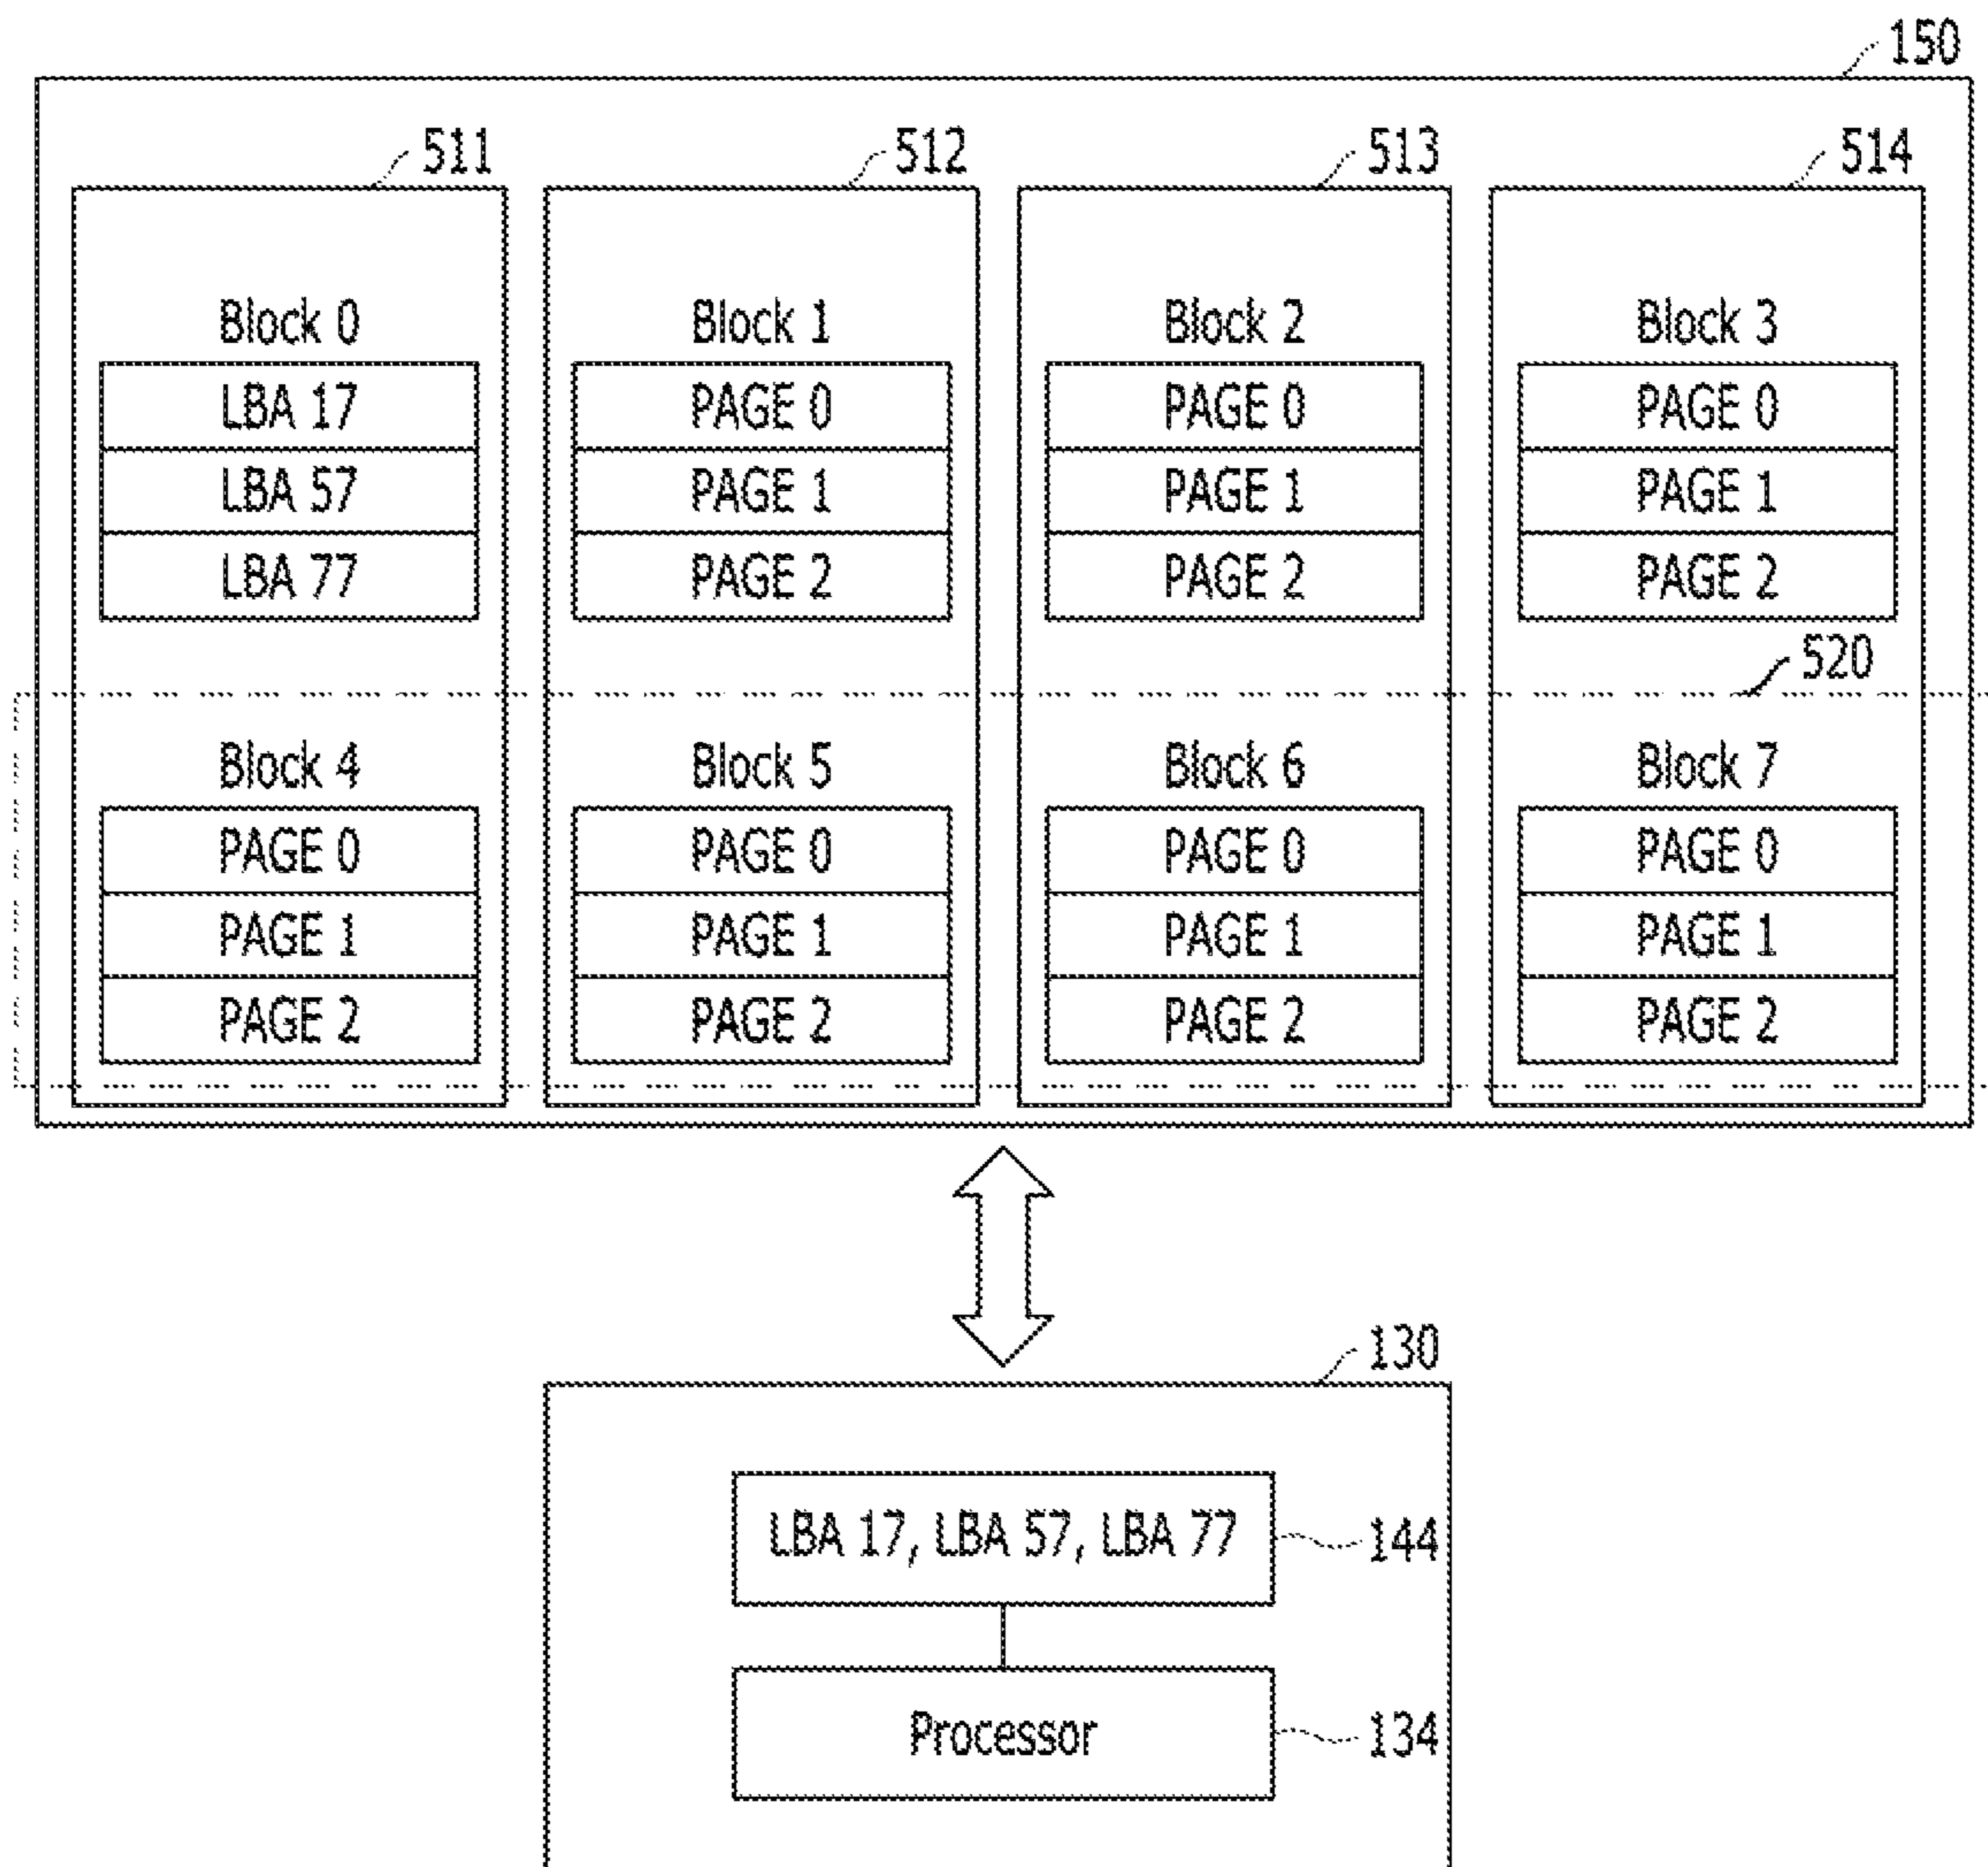 150
511 512 513 514
Block 0 Block 1 Block 2 Block 3
LBA 17 PAGE 0 PAGE 0 PAGE 0
LBA 57 PAGE 1 PAGE 1 PAGE 1
LBA 77 PAGE 2 PAGE 2 PAGE 2
520
Block 4 Block 5 Block 6 Block 7
PAGE 0 PAGE 0 PAGE 0 PAGE 0
PAGE 1 PAGE 1 PAGE 1 PAGE 1
PAGE 2 PAGE 2 PAGE 2 PAGE 2
130
LBA 17, LBA 57, LBA 77 144
Processor 134